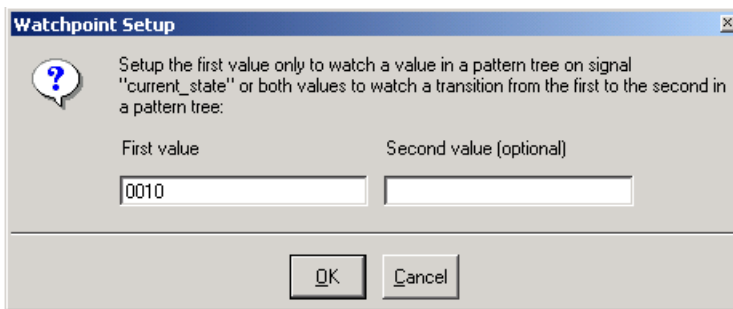 Watchpoint Setup
Setup the first value only to watch a value in a pattern tree on signal
"current_state" or both values to watch a transition from the first to the second in
a pattern tree:
First value Second value (optional)
0010
OK Cancel